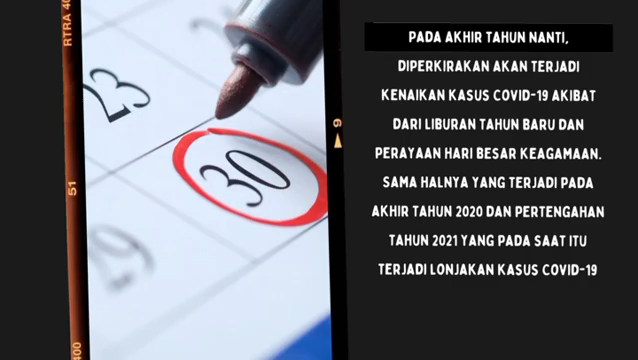 RTRA 40
51
400
23
30
29
PADA AKHIR TAHUN NANTI,
DIPERKIRAKAN AKAN TERJADI
KENAIKAN KASUS COVID-19 AKIBAT
DARI LIBURAN TAHUN BARU DAN
PERAYAAN HARI BESAR KEAGAMAAN.
SAMA HALNYA YANG TERJADI PADA
AKHIR TAHUN 2020 DAN PERTENGAHAN
TAHUN 2021 YANG PADA SAAT ITU
TERJADI LONJAKAN KASUS COVID-19